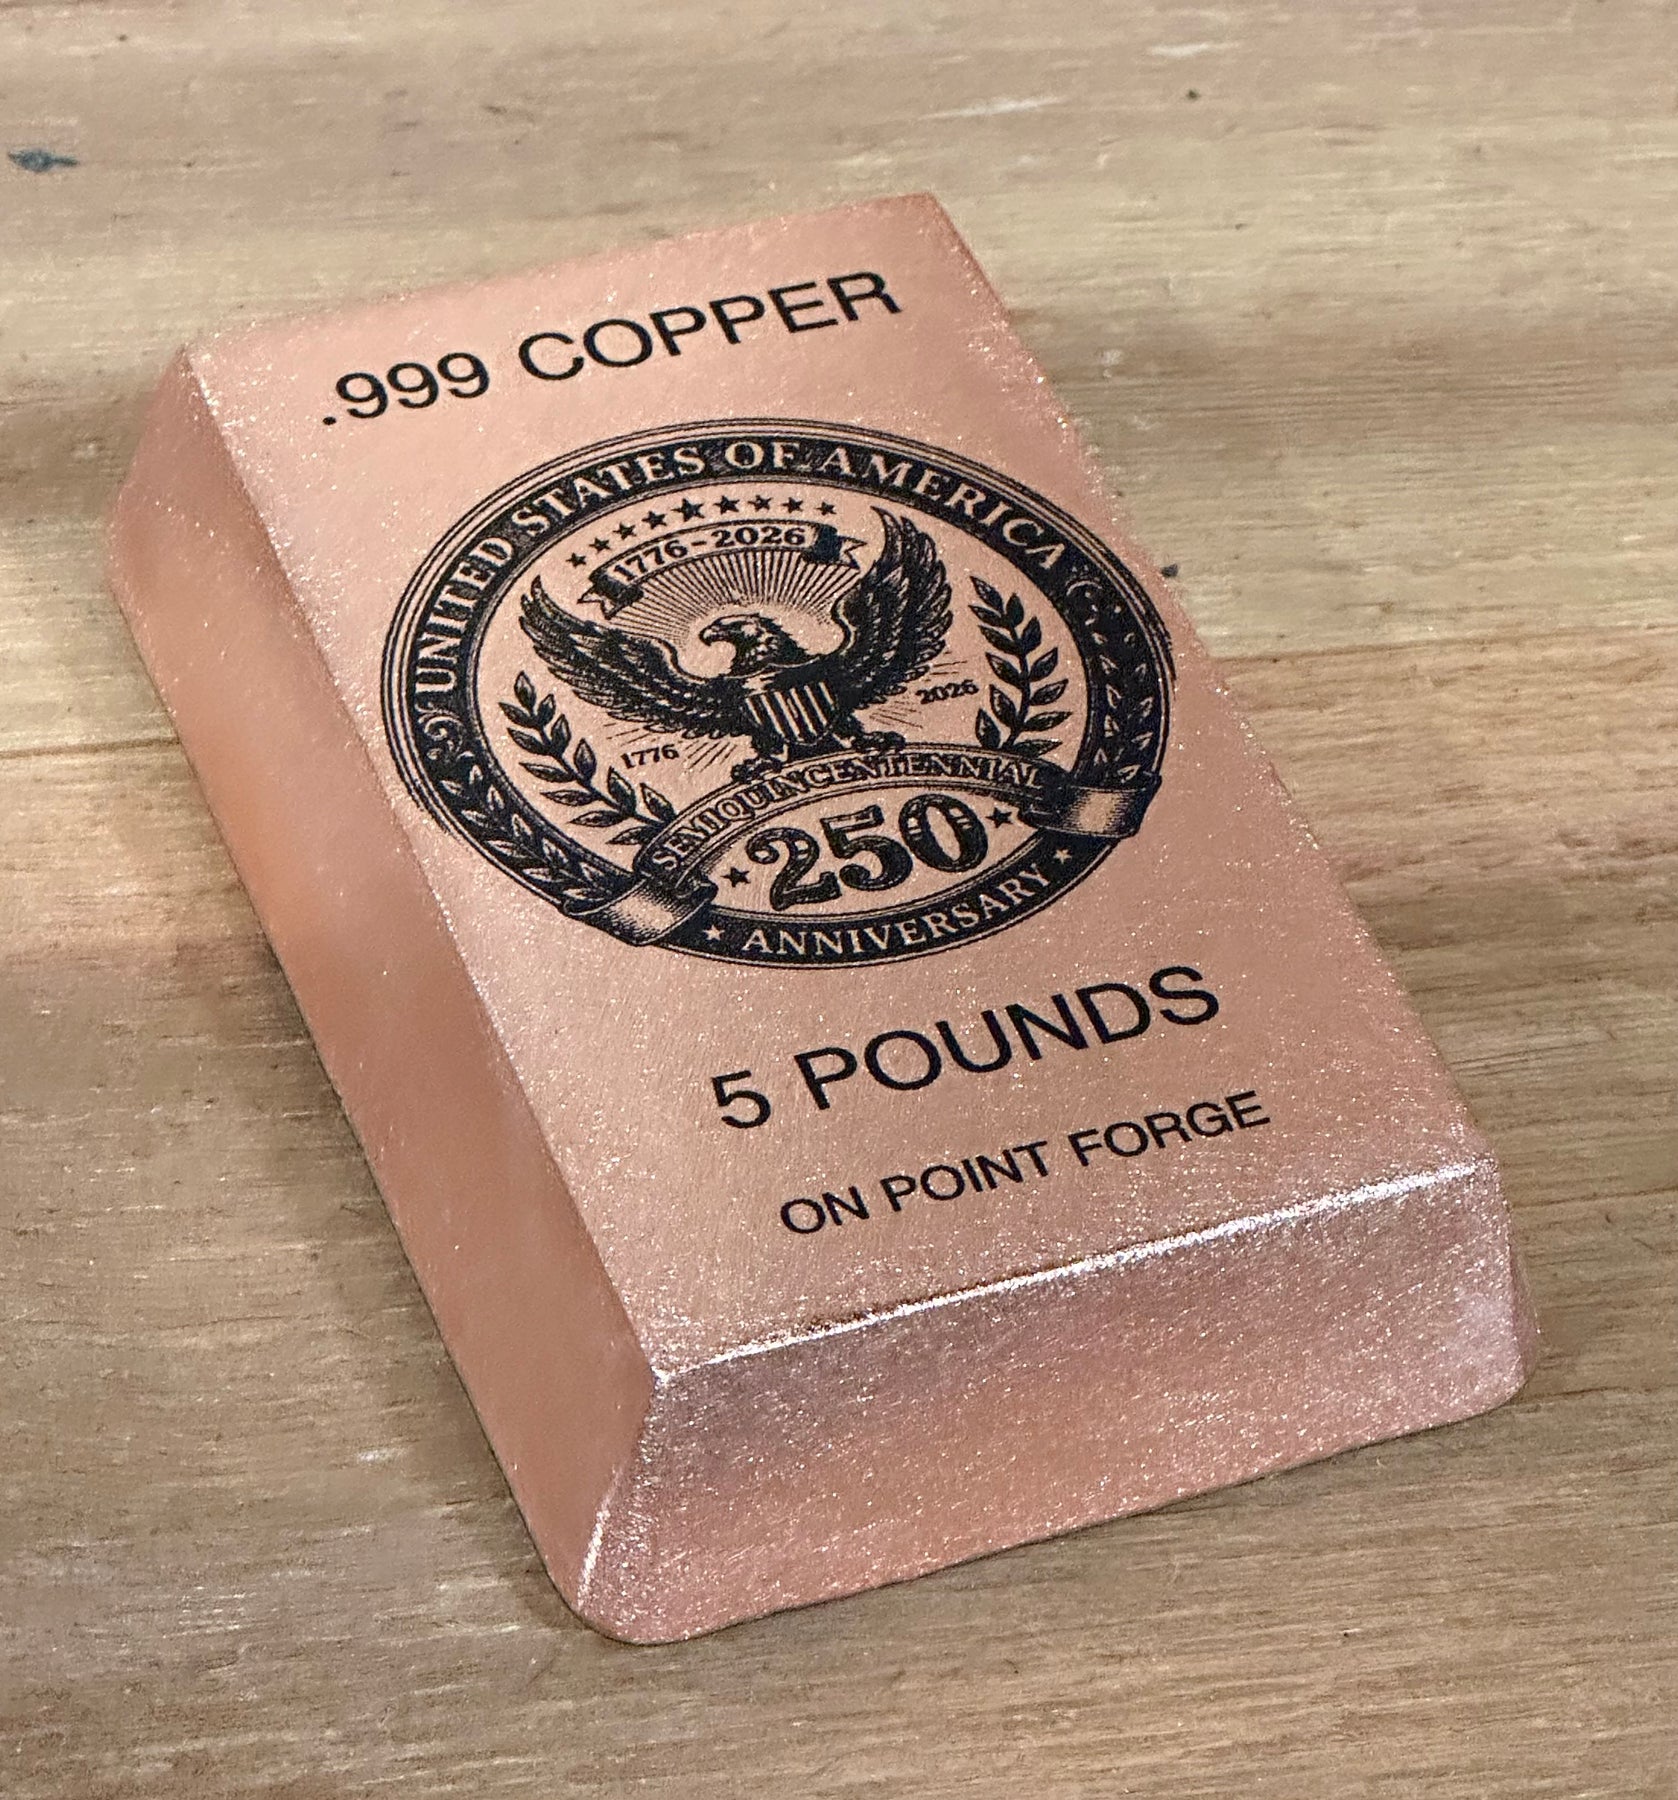 .999 COPPER
UNITED STATES OF AMERICA
1776-2026
1776
2026
SEMIQUINCENTENNIAL
250
ANNIVERSARY
5 POUNDS
ON POINT FORGE